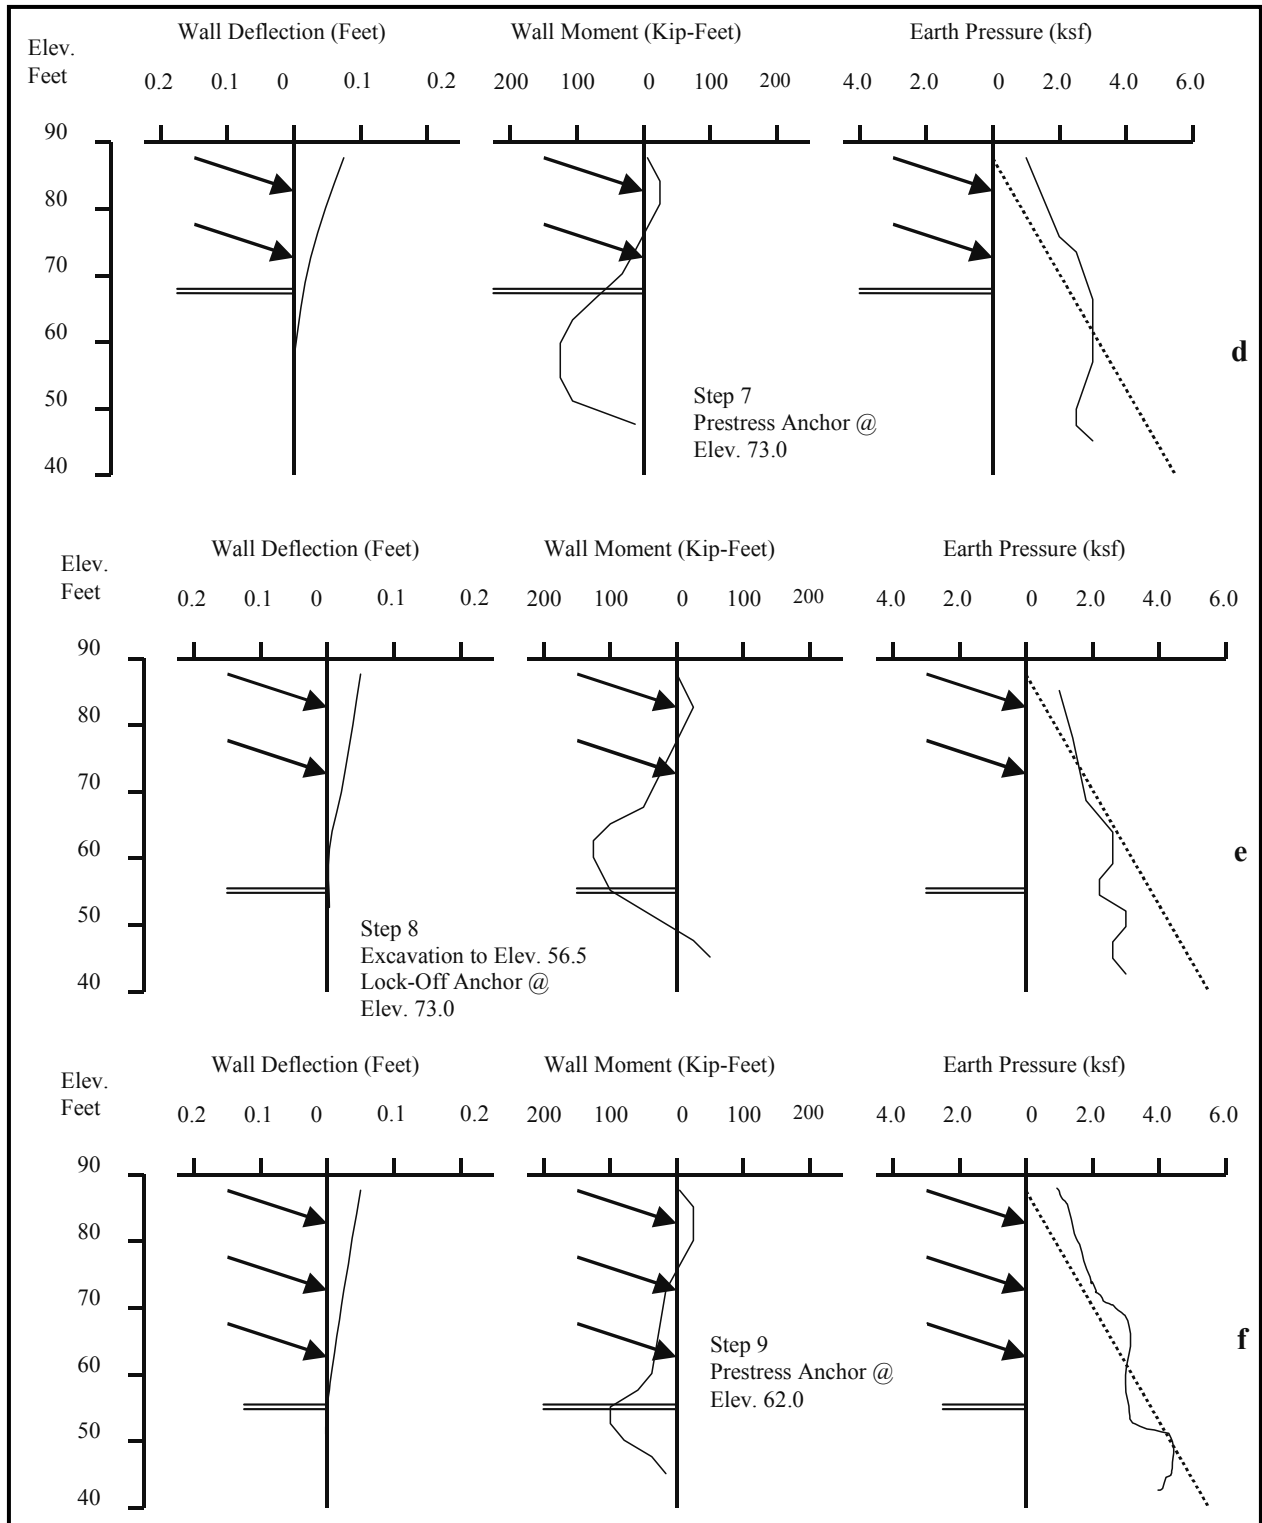 Wall Deflection (Feet) Wall Moment (Kip-Feet) Earth Pressure (ksf)
Elev.
Feet
0.2 0.1 0 0.1 0.2 200 100 0 100 200 4.0 2.0 0 2.0 4.0 6.0
90
80
70
60
50
40
Step 7
Prestress Anchor @
Elev. 73.0
d
Wall Deflection (Feet) Wall Moment (Kip-Feet) Earth Pressure (ksf)
Elev.
Feet
0.2 0.1 0 0.1 0.2 200 100 0 100 200 4.0 2.0 0 2.0 4.0 6.0
90
80
70
60
50
40
Step 8
Excavation to Elev. 56.5
Lock-Off Anchor @
Elev. 73.0
e
Wall Deflection (Feet) Wall Moment (Kip-Feet) Earth Pressure (ksf)
Elev.
Feet
0.2 0.1 0 0.1 0.2 200 100 0 100 200 4.0 2.0 0 2.0 4.0 6.0
90
80
70
60
50
40
Step 9
Prestress Anchor @
Elev. 62.0
f